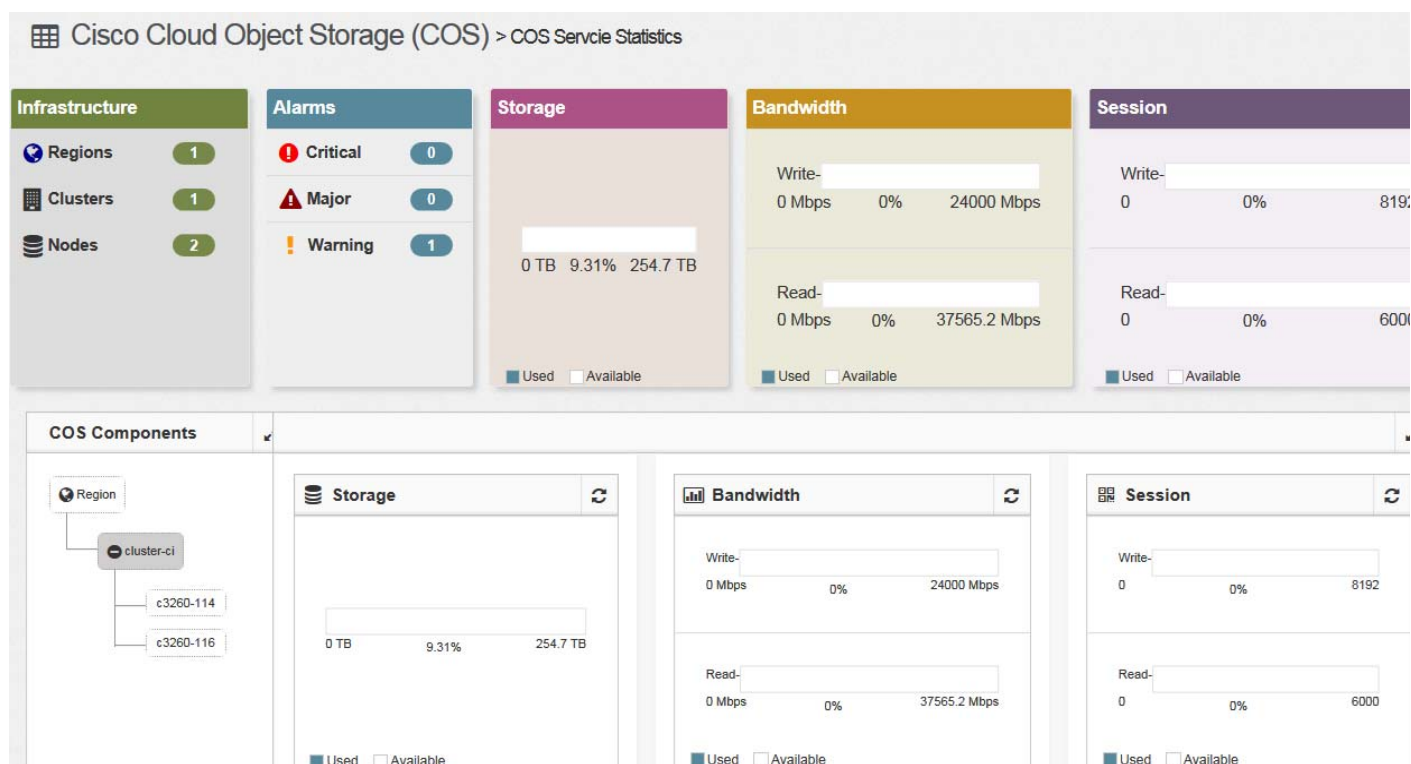 Cisco Cloud Object Storage (COS) > COS Servcie Statistics
Infrastructure
Regions 1
Clusters 1
Nodes 2
Alarms
Critical 0
Major 0
Warning 1
Storage
0 TB 9.31% 254.7 TB
Used Available
Bandwidth
Write-
0 Mbps 0% 24000 Mbps
Read-
0 Mbps 0% 37565.2 Mbps
Used Available
Session
Write-
0 0% 8192
Read-
0 0% 6000
Used Available
COS Components
Region
cluster-ci
c3260-114
c3260-116
Storage
0 TB 9.31% 254.7 TB
Used Available
Bandwidth
Write-
0 Mbps 0% 24000 Mbps
Read-
0 Mbps 0% 37565.2 Mbps
Used Available
Session
Write-
0 0% 8192
Read-
0 0% 6000
Used Available